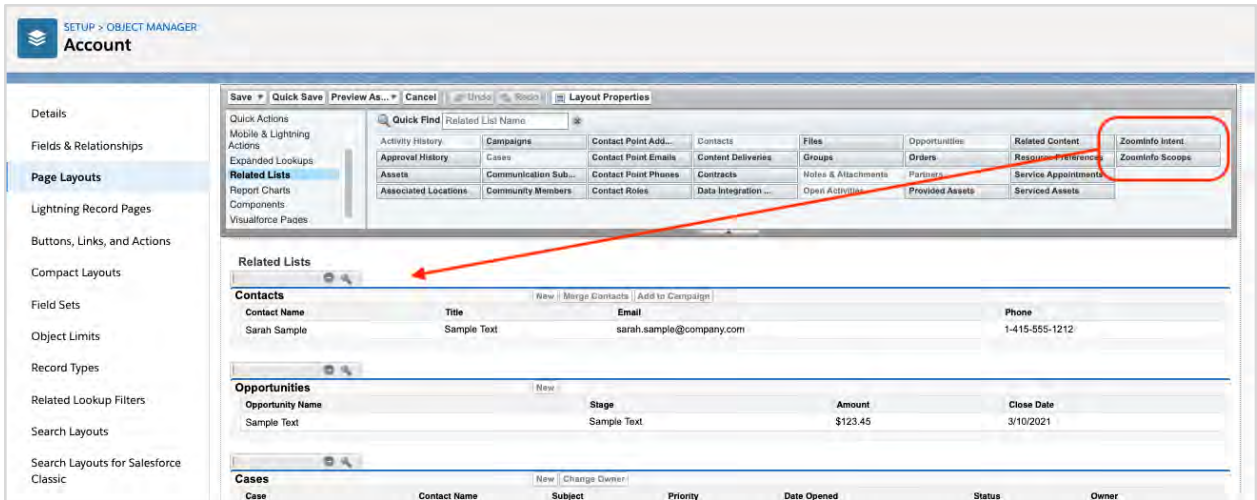 SETUP > OBJECT MANAGER
Account
Details
Fields & Relationships
Page Layouts
Lightning Record Pages
Buttons, Links, and Actions
Compact Layouts
Field Sets
Object Limits
Record Types
Related Lookup Filters
Search Layouts
Search Layouts for Salesforce
Classic
Save Quick Save Preview As... Cancel Undo Redo Layout Properties
Quick Actions
Mobile & Lightning
Actions
Expanded Lookups
Related Lists
Report Charts
Components
Visualforce Pages
Quick Find Related List Name
Activity History Campaigns Contact Point Add... Contacts Files Opportunities Related Content ZoomInfo Intent
Approval History Cases Contact Point Emails Content Deliveries Groups Orders Resource Preferences ZoomInfo Scoops
Assets Communication Sub... Contact Point Phones Contracts Notes & Attachments Partners Service Appointments
Associated Locations Community Members Contact Roles Data Integration ... Open Activities Provided Assets Serviced Assets
Related Lists
Contacts New Merge Contacts Add to Campaign
Contact Name Title Email Phone
Sarah Sample Sample Text sarah.sample@company.com 1-415-555-1212
Opportunities New
Opportunity Name Stage Amount Close Date
Sample Text Sample Text $123.45 3/10/2021
Cases New Change Owner
Case Contact Name Subject Priority Date Opened Status Owner